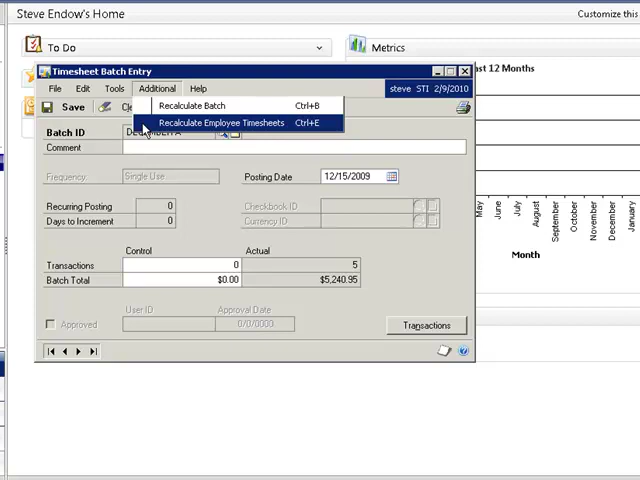 Steve Endow's Home
Customize this
To Do
Metrics
Timesheet Batch Entry
ast 12 Months
File Edit Tools Additional Help
steve STI 2/9/2010
Save
Recalculate Batch Ctrl+B
Recalculate Employee Timesheets Ctrl+E
Batch ID
Comment
Frequency: Single Use
Posting Date 12/15/2009
Recurring Posting 0
Checkbook ID
Days to Increment 0
Currency ID
May June July August September October November December January
Month
Control Actual
Transactions 0 5
Batch Total $0.00 $5,240.95
User ID Approval Date
Approved 0/0/0000
Transactions